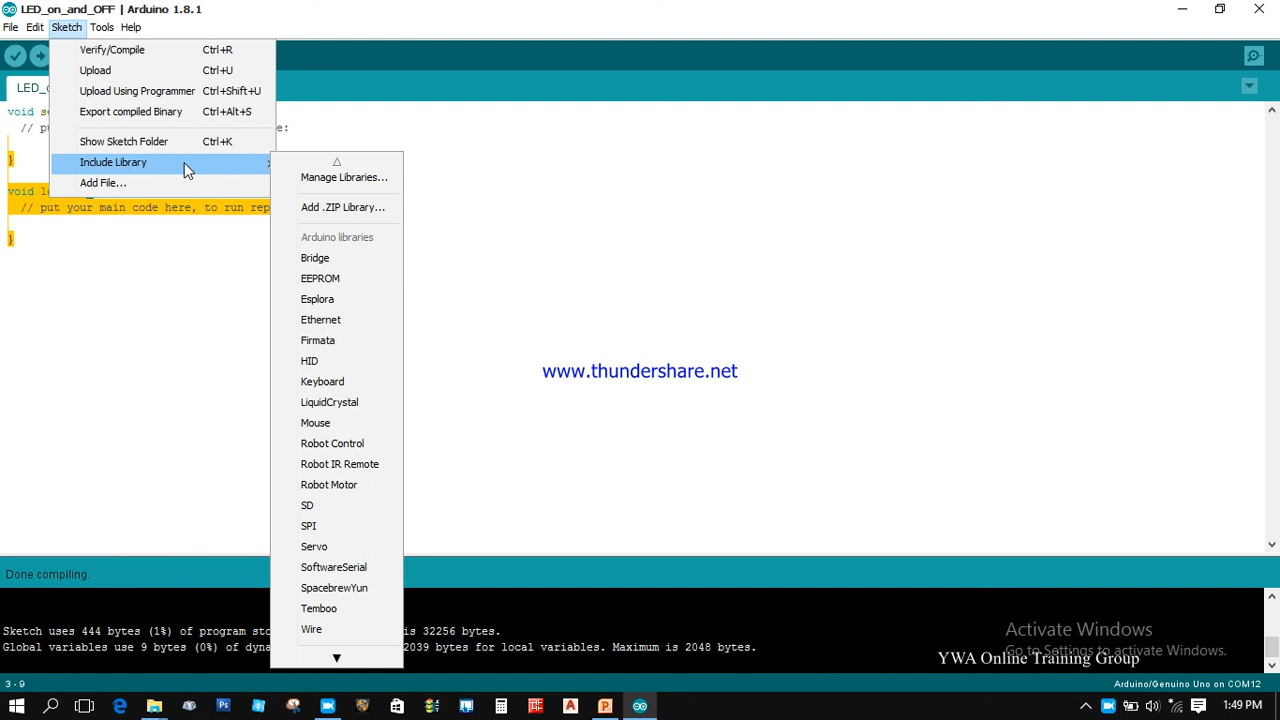 LED_on_and_OFF | Arduino 1.8.1
File Edit Sketch Tools Help
Verify/Compile Ctrl+R
Upload Ctrl+U
Upload Using Programmer Ctrl+Shift+U
Export compiled Binary Ctrl+Alt+S
Show Sketch Folder Ctrl+K
Include Library
Add File...
Manage Libraries...
Add .ZIP Library...
Arduino libraries
Bridge
EEPROM
Esplora
Ethernet
Firmata
HID
Keyboard
LiquidCrystal
Mouse
Robot Control
Robot IR Remote
Robot Motor
SD
SPI
Servo
SoftwareSerial
SpacebrewYun
Temboo
Wire
void
//
}
void
// put your main code here, to run
}
www.thundershare.net
Done compiling.
Sketch uses 444 bytes (1%) of program is 32256 bytes.
Global variables use 9 bytes (0%) of 2039 bytes for local variables. Maximum is 2048 bytes.
Activate Windows
Go to Settings to activate Windows.
YWA Online Training Group
3 - 9
Arduino/Genuino Uno on COM12
1:49 PM